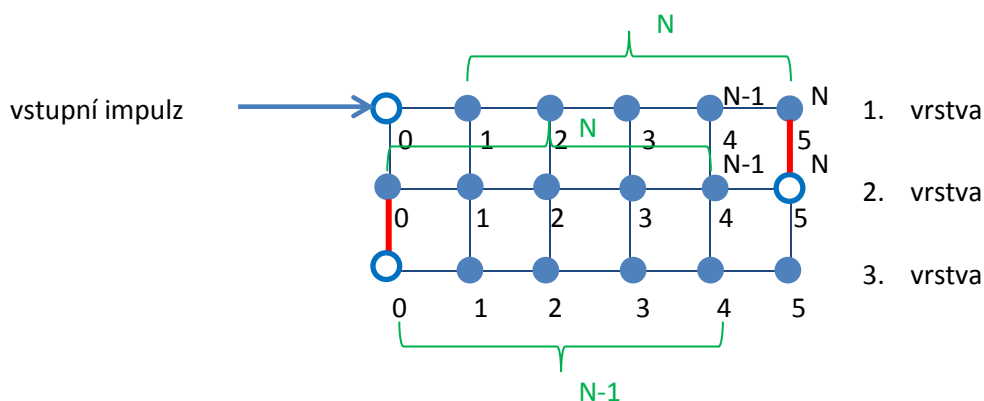 N
vstupní impulz
N-1 N 1. vrstva
0 1 2 N 3 4 5
N-1 N 2. vrstva
0 1 2 3 4 5
3. vrstva
0 1 2 3 4 5
N-1